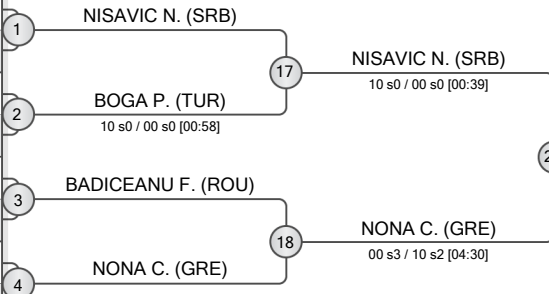 1
NISAVIC N. (SRB)
17
NISAVIC N. (SRB)
10 s0 / 00 s0 [00:39]
2
BOGA P. (TUR)
10 s0 / 00 s0 [00:58]
3
BADICEANU F. (ROU)
18
NONA C. (GRE)
00 s3 / 10 s2 [04:30]
4
NONA C. (GRE)